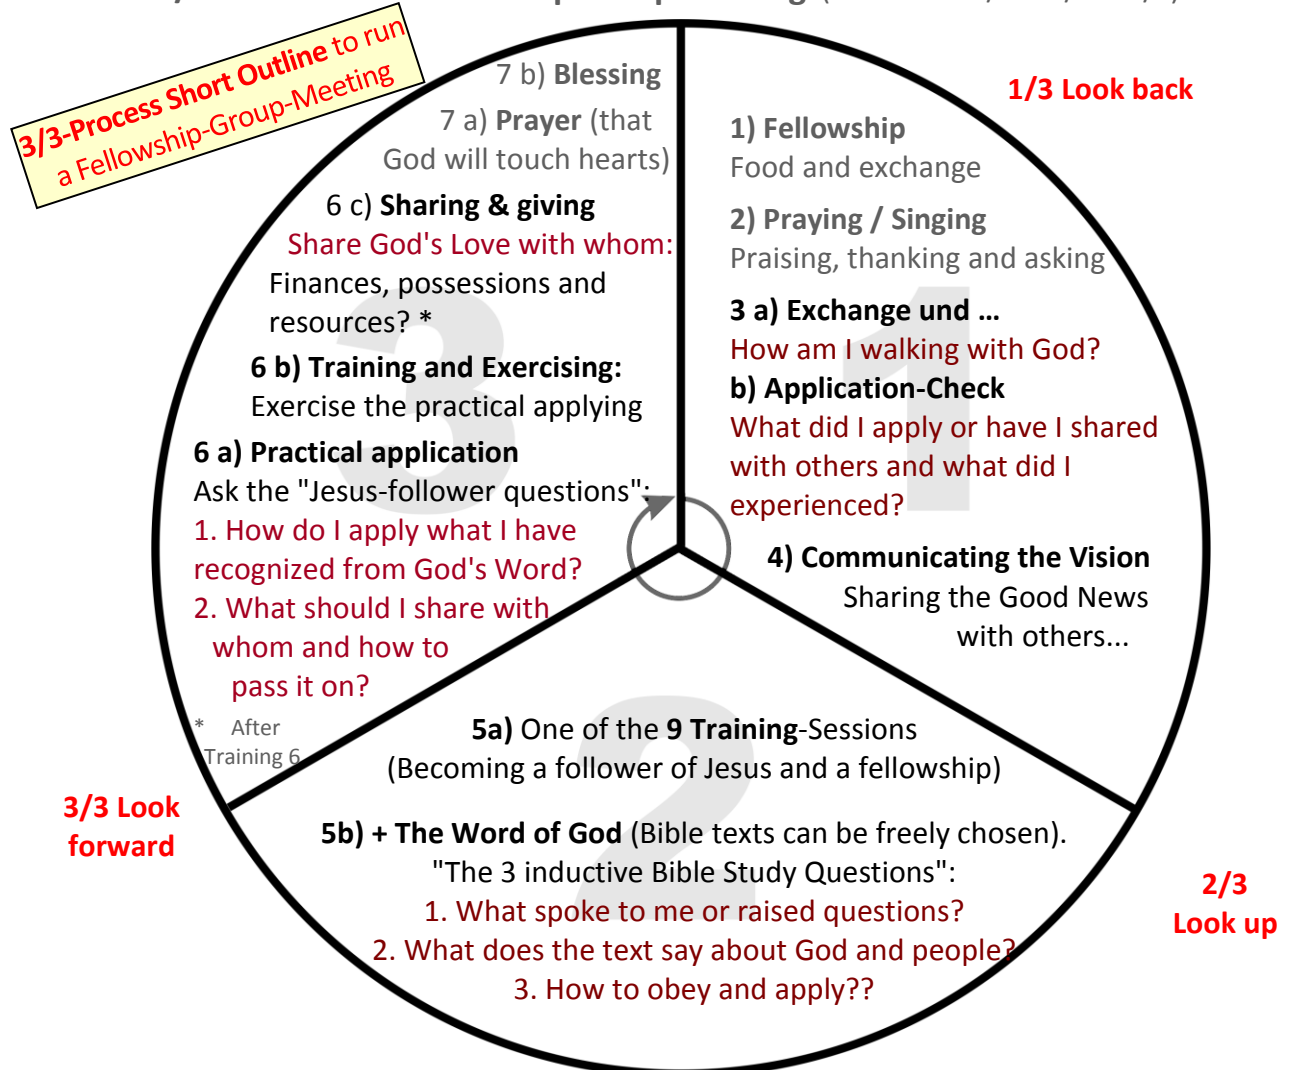 3/3-Process Short Outline to run
a Fellowship-Group-Meeting
1/3 Look back
1) Fellowship
Food and exchange
2) Praying / Singing
Praising, thanking and asking
3 a) Exchange und ...
How am I walking with God?
b) Application-Check
What did I apply or have I shared
with others and what did I
experienced?
4) Communicating the Vision
Sharing the Good News
with others...
1
2/3
Look up
5a) One of the 9 Training-Sessions
(Becoming a follower of Jesus and a fellowship)
5b) + The Word of God (Bible texts can be freely chosen).
"The 3 inductive Bible Study Questions":
1. What spoke to me or raised questions?
2. What does the text say about God and people?
3. How to obey and apply??
2
3/3 Look
forward
7 b) Blessing
7 a) Prayer (that
God will touch hearts)
6 c) Sharing & giving
Share God's Love with whom:
Finances, possessions and
resources? *
6 b) Training and Exercising:
Exercise the practical applying
6 a) Practical application
Ask the "Jesus-follower questions":
1. How do I apply what I have
recognized from God's Word?
2. What should I share with
whom and how to
pass it on?
* After
Training 6
3